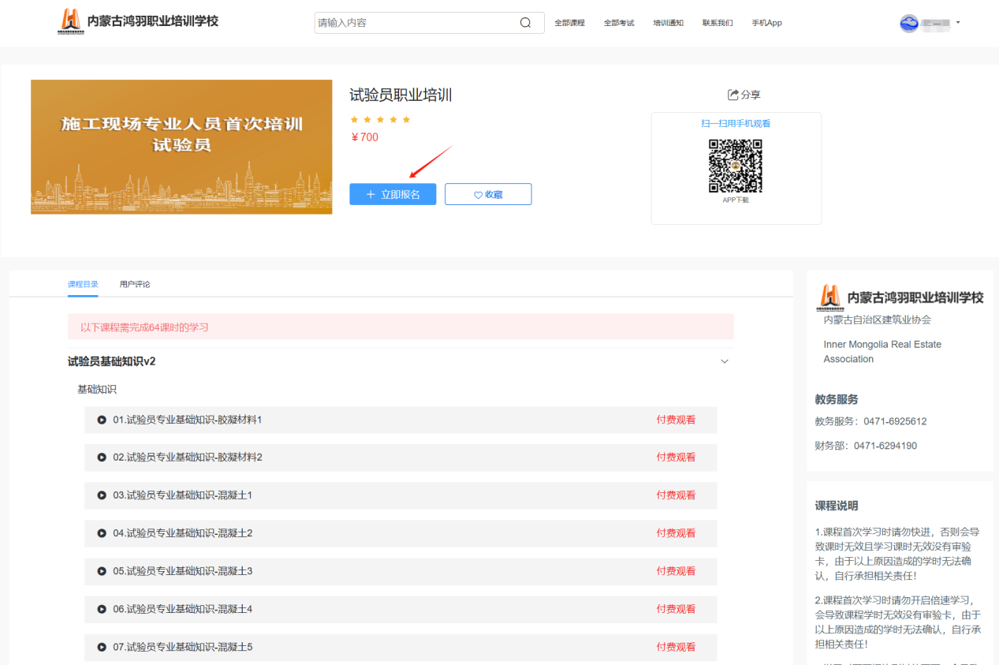 内蒙古鸿羽职业培训学校
请输入内容
全部课程
全部考试
培训通知
联系我们
手机App
施工现场专业人员首次培训
试验员
试验员职业培训
¥700
立即报名
收藏
分享
扫一扫用手机观看
APP下载
课程目录
用户评论
以下课程需完成64课时的学习
试验员基础知识v2
基础知识
01.试验员专业基础知识-胶凝材料1 付费观看
02.试验员专业基础知识-胶凝材料2 付费观看
03.试验员专业基础知识-混凝土1 付费观看
04.试验员专业基础知识-混凝土2 付费观看
05.试验员专业基础知识-混凝土3 付费观看
06.试验员专业基础知识-混凝土4 付费观看
07.试验员专业基础知识-混凝土5 付费观看
内蒙古鸿羽职业培训学校
内蒙古自治区建筑业协会
Inner Mongolia Real Estate
Association
教务服务
教务服务：0471-6925612
财务部：0471-6294190
课程说明
1.课程首次学习时请勿快进，否则会导
致课时无效且学习课时无效没有审验
卡，由于以上原因造成的学时无法确
认，自行承担相关责任！
2.课程首次学习时请勿开启倍速学习，
会导致课程学时无效没有审验卡，由于
以上原因造成的学时无法确认，自行承
担相关责任！